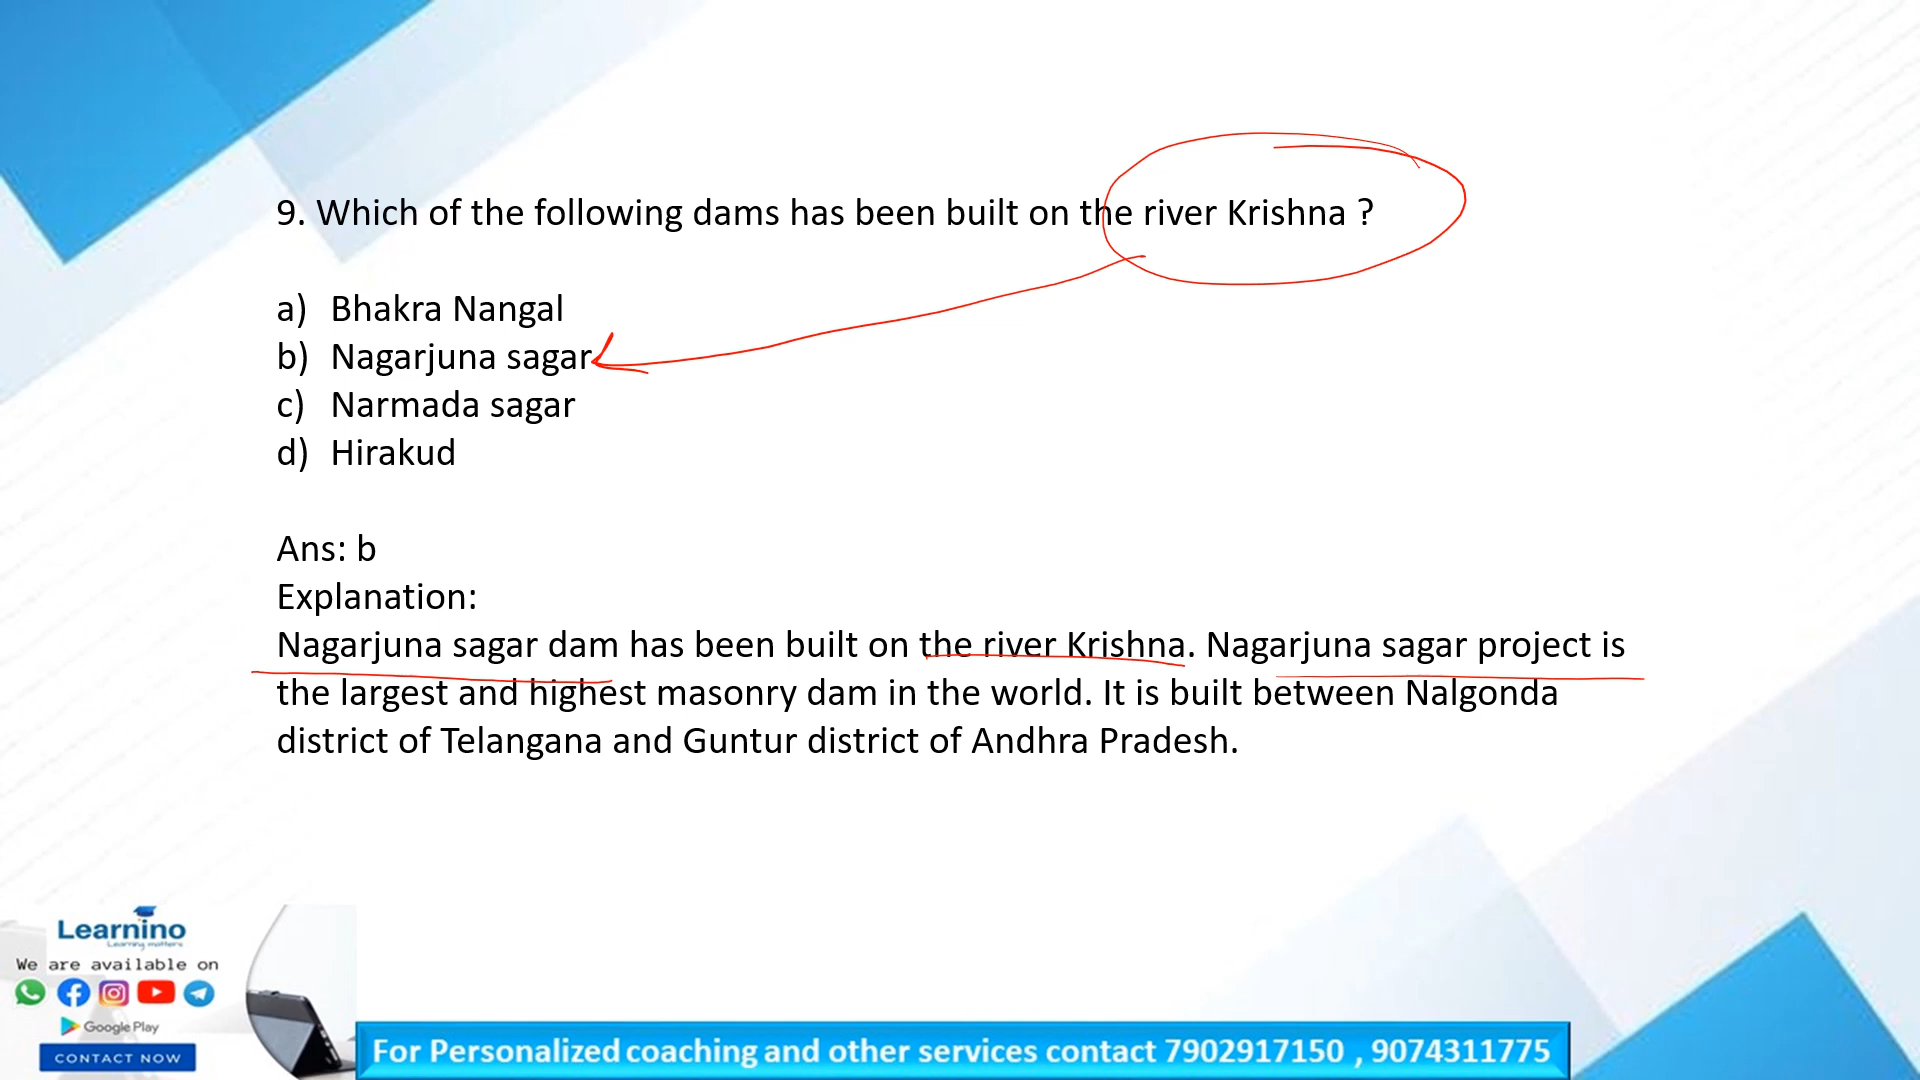 9. Which of the following dams has been built on the river Krishna ?
a) Bhakra Nangal
b) Nagarjuna sagar
c) Narmada sagar
d) Hirakud
Ans: b
Explanation:
Nagarjuna sagar dam has been built on the river Krishna. Nagarjuna sagar project is
the largest and highest masonry dam in the world. It is built between Nalgonda
district of Telangana and Guntur district of Andhra Pradesh.
Learnino
Learning matters
We are available on
Google Play
CONTACT NOW
For Personalized coaching and other services contact 7902917150 , 9074311775